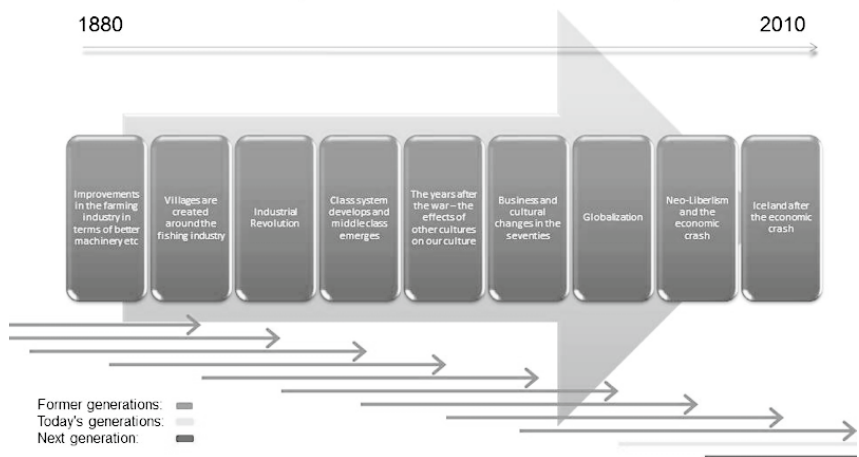 1880
2010
Improvements
in the farming
industry in
terms of better
machinery etc
Villages are
created
around the
fishing industry
Industrial
Revolution
Class system
develops and
middle class
emerges
The years after
the war – the
effects of
other cultures
on our culture
Business and
cultural
changes in the
seventies
Globalization
Neo-Liberlism
and the
economic
crash
Iceland after
the economic
crash
Former generations:
Today's generations:
Next generation: